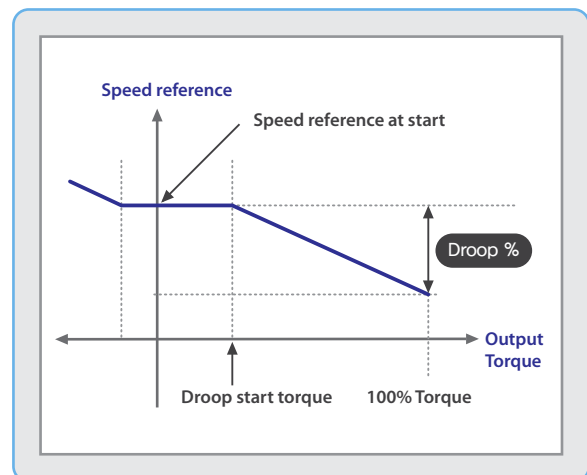 Speed reference
Speed reference at start
Droop %
Output
Torque
Droop start torque
100% Torque